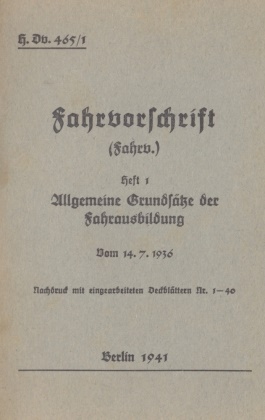 H. Dv. 465/1
Fahrvorschrift
(Fahrv.)
Heft 1
Allgemeine Grundsätze der
Fahrausbildung
Vom 14. 7. 1936
Nachdruck mit eingearbeiteten Deckblättern Nr. 1—40
Berlin 1941